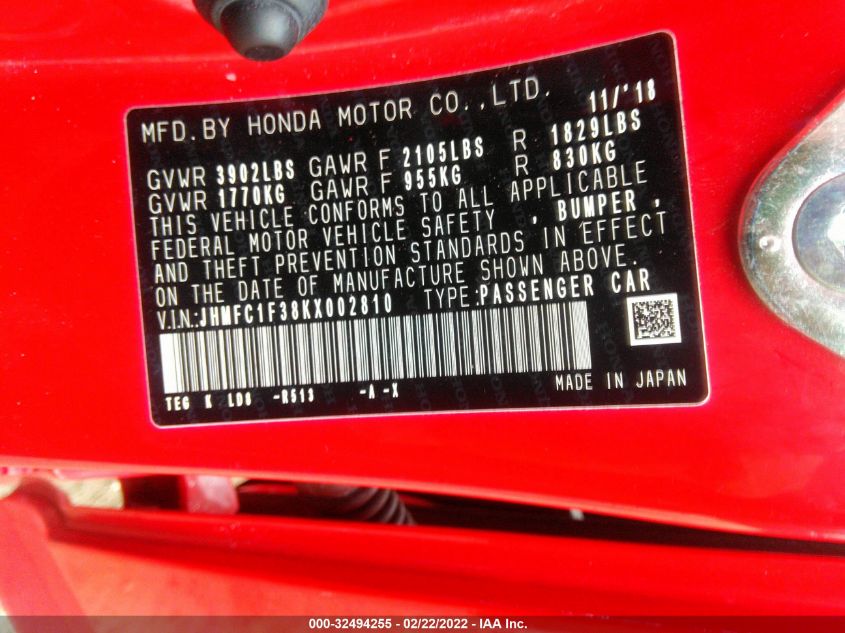 MFD.BY HONDA MOTOR CO.,LTD. 11/'18
GVWR 3902LBS GAWR F 2105LBS R 1829LBS
GVWR 1770KG GAWR F 955KG R 830KG
THIS VEHICLE CONFORMS TO ALL APPLICABLE
FEDERAL MOTOR VEHICLE SAFETY , BUMPER ,
AND THEFT PREVENTION STANDARDS IN EFFECT
ON THE DATE OF MANUFACTURE SHOWN ABOVE.
V.I.N.:JHMFC1F38KX002810 TYPE:PASSENGER CAR
TEG K LD8 -R513 -A -X MADE IN JAPAN
000-32494255 - 02/22/2022 - IAA Inc.